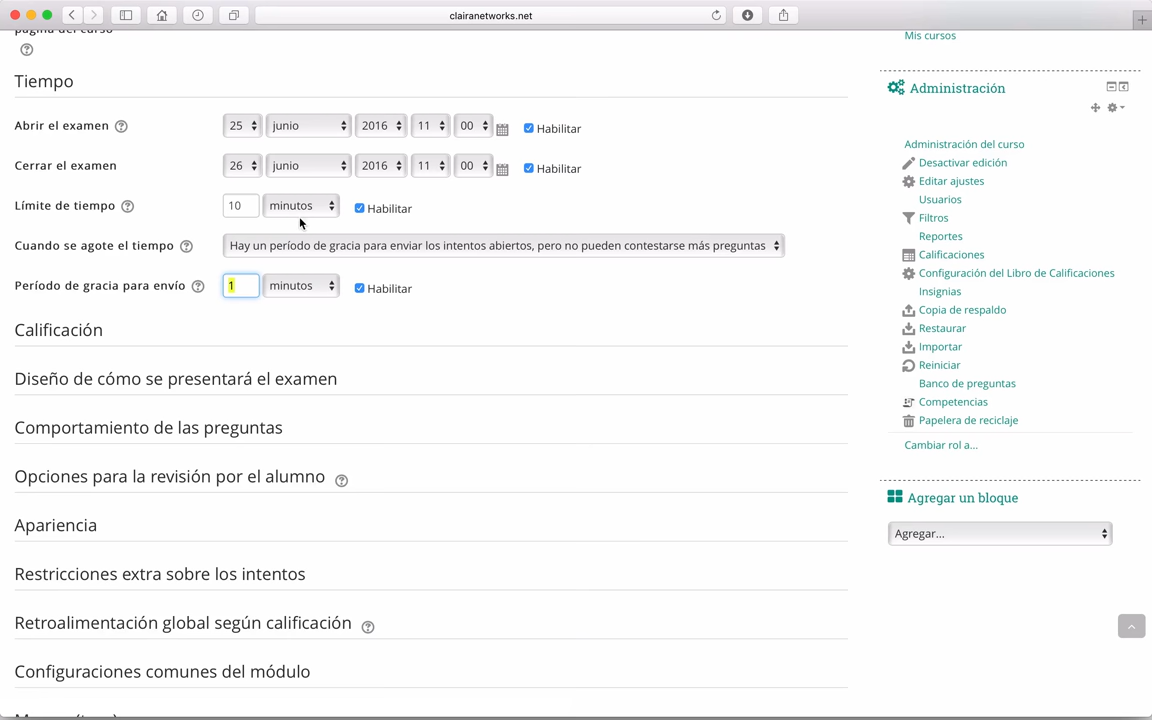 clairanetworks.net
página del curso
Mis cursos
Tiempo
Administración
Abrir el examen 25 junio 2016 11 00 Habilitar
Cerrar el examen 26 junio 2016 11 00 Habilitar
Límite de tiempo 10 minutos Habilitar
Cuando se agote el tiempo Hay un período de gracia para enviar los intentos abiertos, pero no pueden contestarse más preguntas
Período de gracia para envío 1 minutos Habilitar
Calificación
Diseño de cómo se presentará el examen
Comportamiento de las preguntas
Opciones para la revisión por el alumno
Apariencia
Restricciones extra sobre los intentos
Retroalimentación global según calificación
Configuraciones comunes del módulo
Administración del curso
Desactivar edición
Editar ajustes
Usuarios
Filtros
Reportes
Calificaciones
Configuración del Libro de Calificaciones
Insignias
Copia de respaldo
Restaurar
Importar
Reiniciar
Banco de preguntas
Competencias
Papelera de reciclaje
Cambiar rol a...
Agregar un bloque
Agregar...